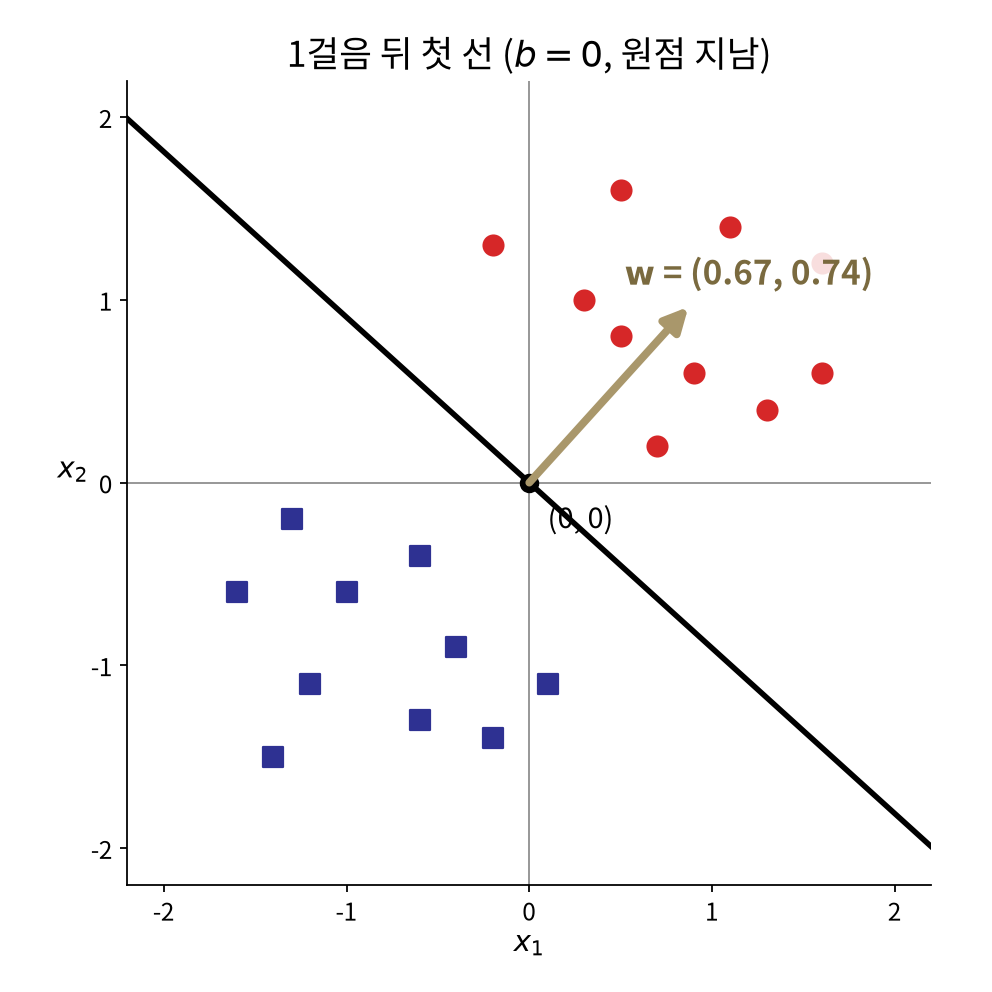 1걸음 뒤 첫 선 (b = 0, 원점 지남)
2
1
0
-1
-2
x₂
w = (0.67, 0.74)
(0, 0)
-2
-1
0
1
2
x₁